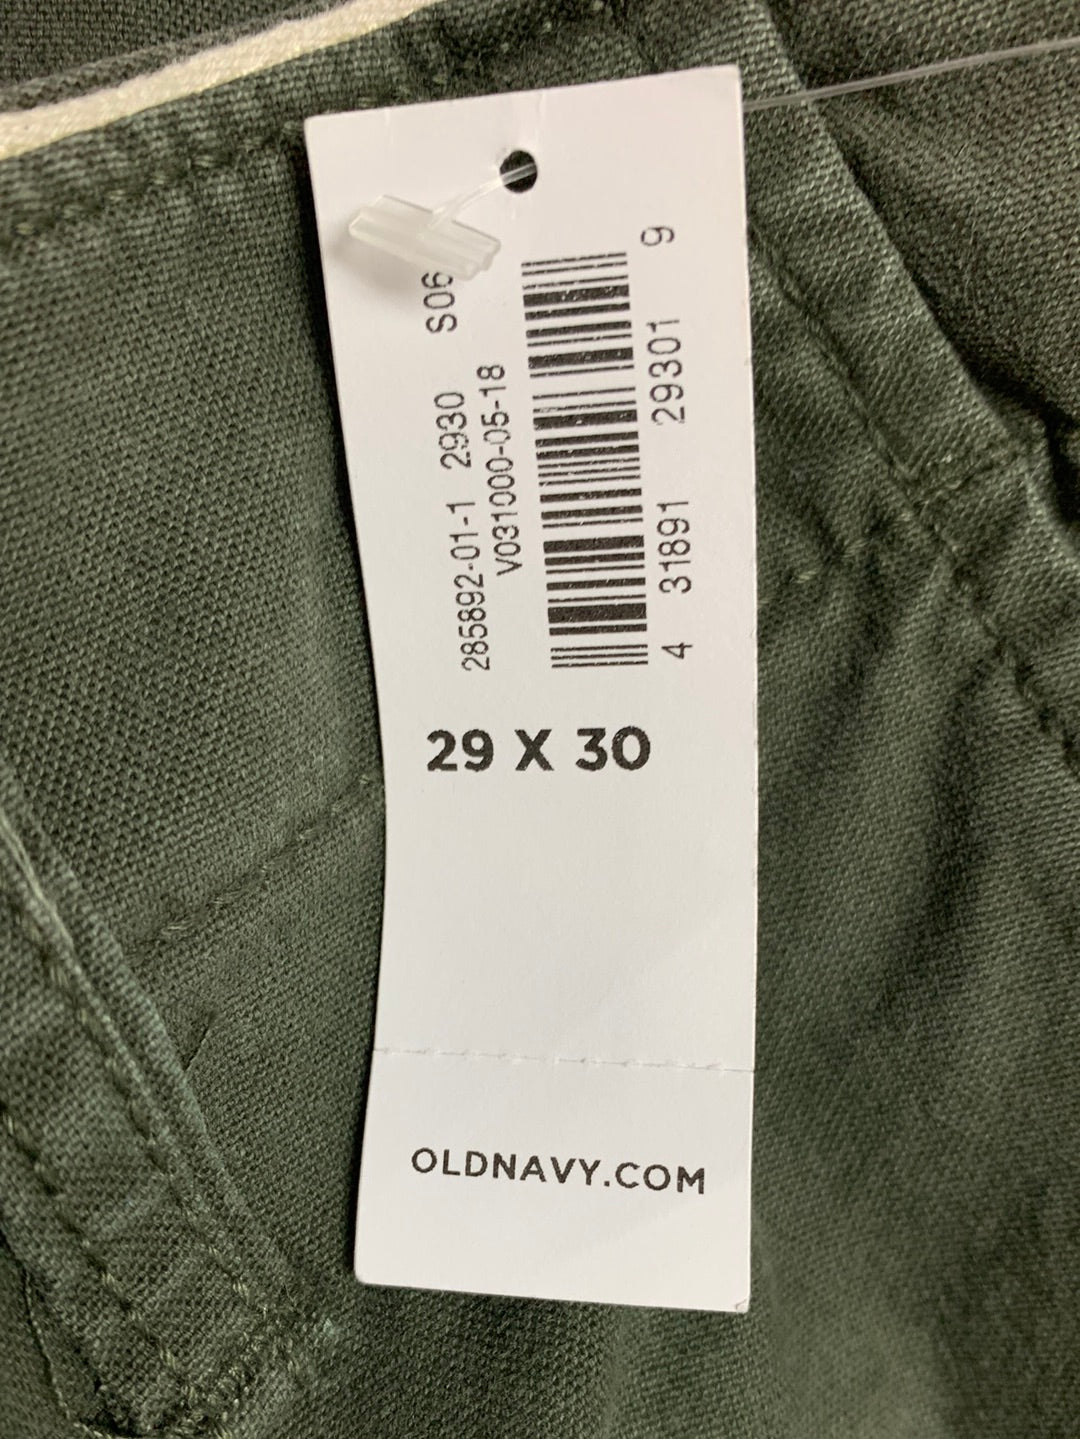 285892-01-1 2930 S06
V031000-05-18
4 31891 29301 9
29 X 30
OLDNAVY.COM